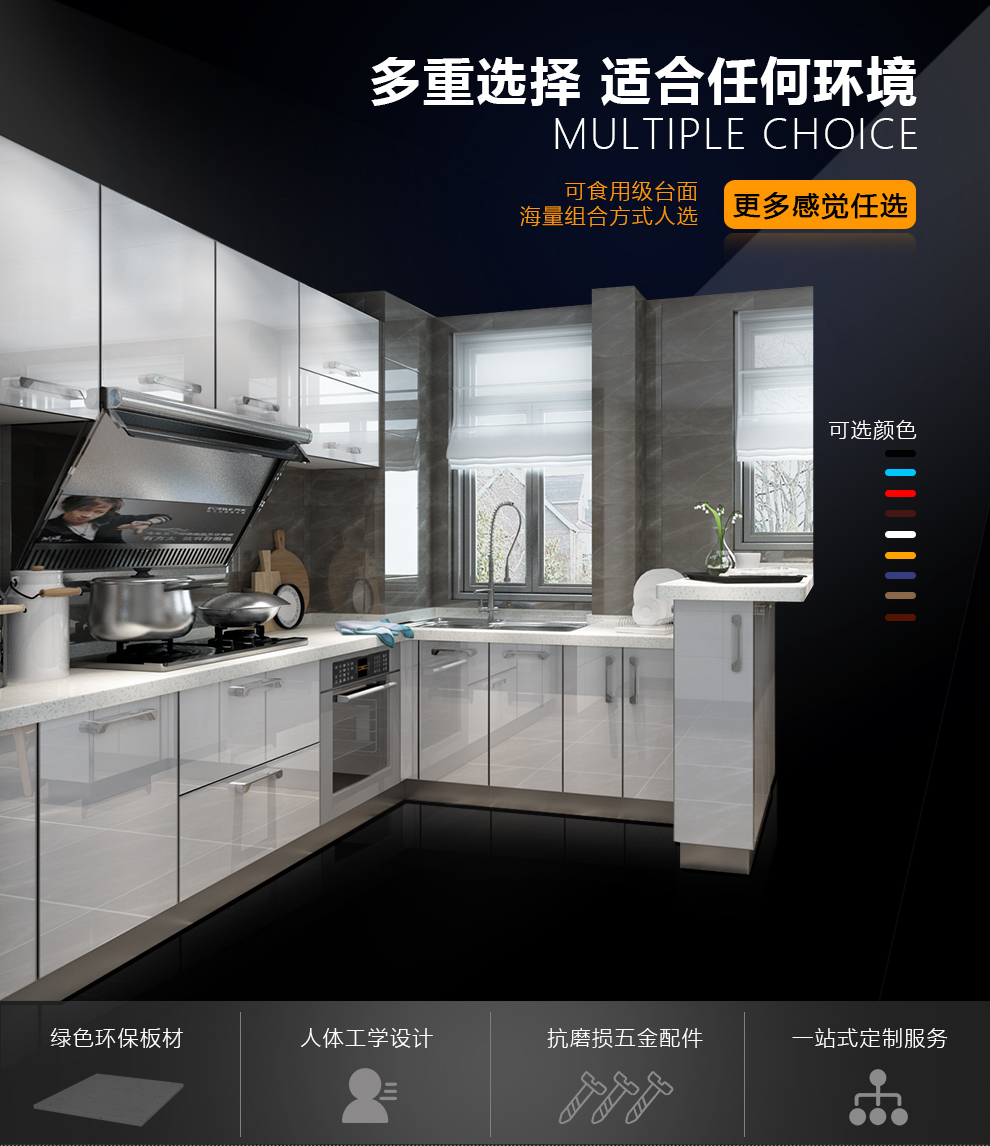 多重选择 适合任何环境
MULTIPLE CHOICE
可食用级台面
海量组合方式人选
更多感觉任选
可选颜色
绿色环保板材
人体工学设计
抗磨损五金配件
一站式定制服务